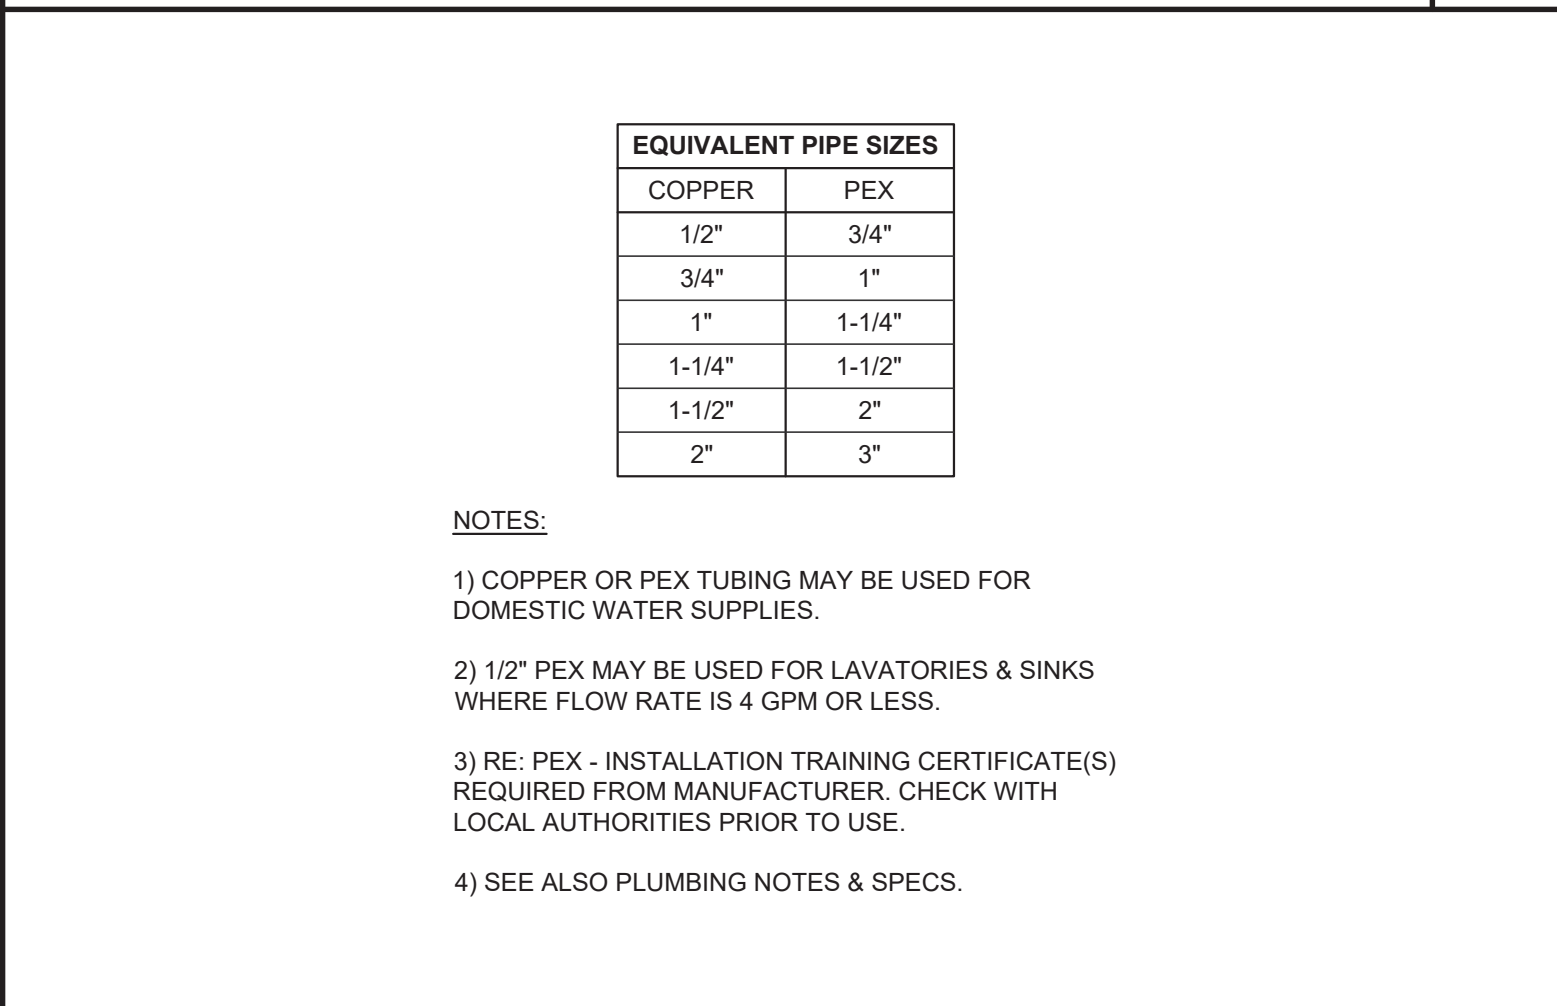 EQUIVALENT PIPE SIZES
COPPER PEX
1/2" 3/4"
3/4" 1"
1" 1-1/4"
1-1/4" 1-1/2"
1-1/2" 2"
2" 3"
NOTES:
1) COPPER OR PEX TUBING MAY BE USED FOR
DOMESTIC WATER SUPPLIES.
2) 1/2" PEX MAY BE USED FOR LAVATORIES & SINKS
WHERE FLOW RATE IS 4 GPM OR LESS.
3) RE: PEX - INSTALLATION TRAINING CERTIFICATE(S)
REQUIRED FROM MANUFACTURER. CHECK WITH
LOCAL AUTHORITIES PRIOR TO USE.
4) SEE ALSO PLUMBING NOTES & SPECS.